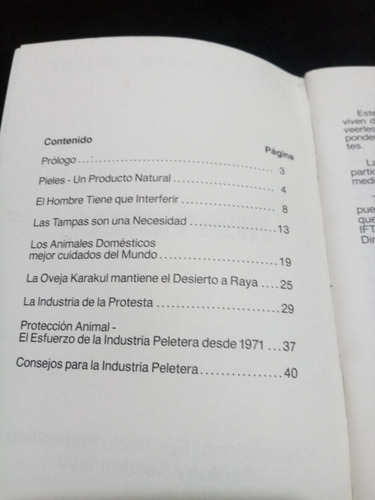 Contenido
Página
Prólogo ....:................................ 3
Pieles - Un Producto Natural .................... 4
El Hombre Tiene que Interferir .................. 8
Las Tampas son una Necesidad .................. 13
Los Animales Domésticos
mejor cuidados del Mundo ..................... 19
La Oveja Karakul mantiene el Desierto a Raya ..... 25
La Industria de la Protesta ..................... 29
Protección Animal -
El Esfuerzo de la Industria Peletera desde 1971 ... 37
Consejos para la Industria Peletera .............. 40
Este
viven d
veerles
ponder
tes.
La
partic
medi
pue
que
IFT
Dir